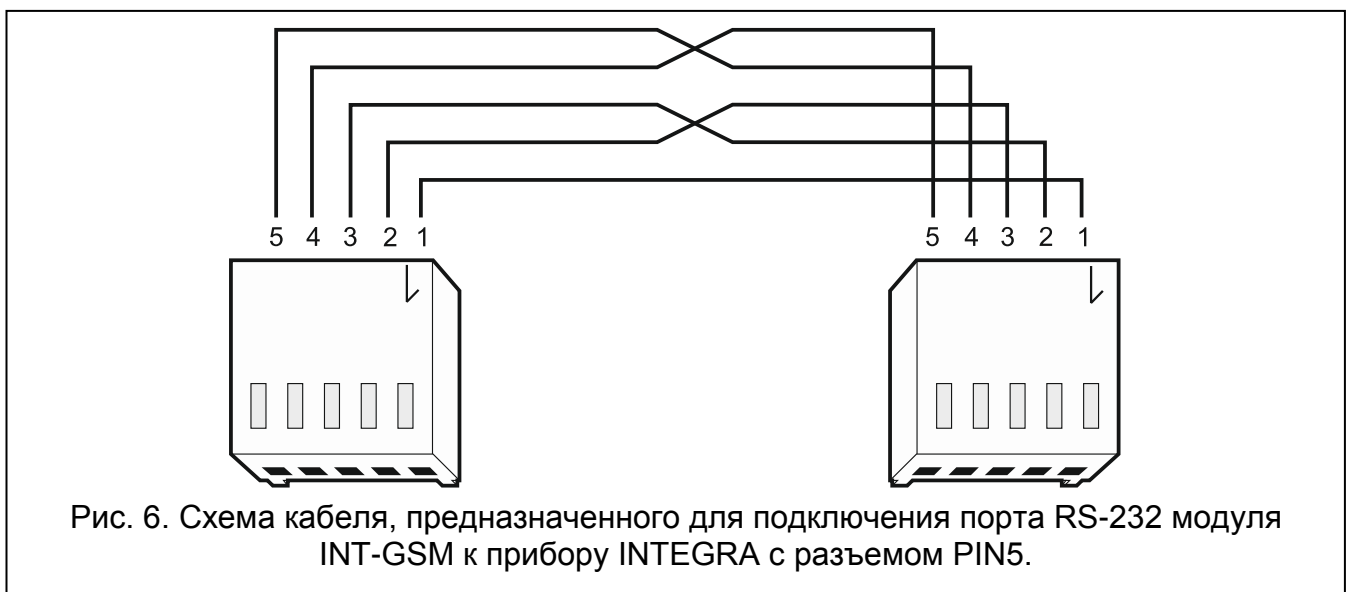 5 4 3 2 1 5 4 3 2 1
Рис. 6. Схема кабеля, предназначенного для подключения порта RS-232 модуля
INT-GSM к прибору INTEGRA с разъемом PIN5.